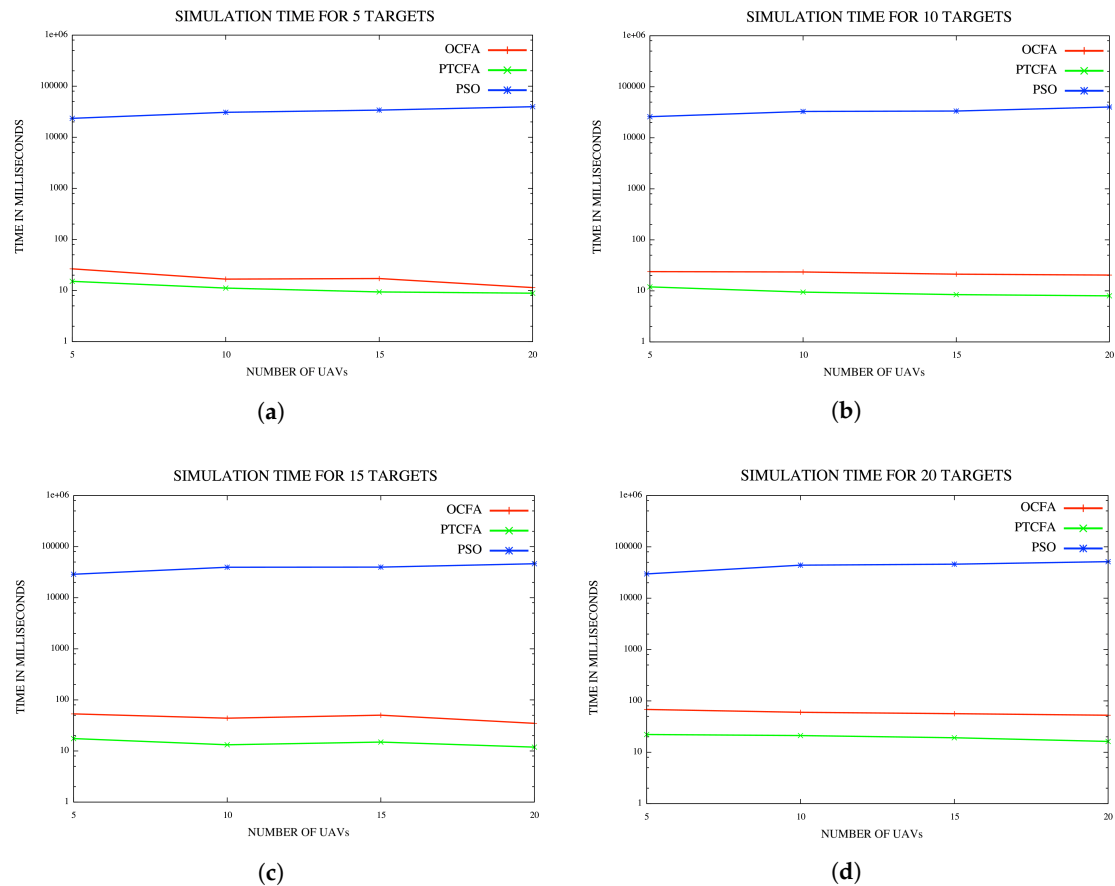 SIMULATION TIME FOR 5 TARGETS
1e+06
100000
10000
1000
100
10
1
TIME IN MILLISECONDS
OCFA
PTCFA
PSO
5
10
15
20
NUMBER OF UAVs
(a)
SIMULATION TIME FOR 10 TARGETS
1e+06
100000
10000
1000
100
10
1
TIME IN MILLISECONDS
OCFA
PTCFA
PSO
5
10
15
20
NUMBER OF UAVs
(b)
SIMULATION TIME FOR 15 TARGETS
1e+06
100000
10000
1000
100
10
1
TIME IN MILLISECONDS
OCFA
PTCFA
PSO
5
10
15
20
NUMBER OF UAVs
(c)
SIMULATION TIME FOR 20 TARGETS
1e+06
100000
10000
1000
100
10
1
TIME IN MILLISECONDS
OCFA
PTCFA
PSO
5
10
15
20
NUMBER OF UAVs
(d)